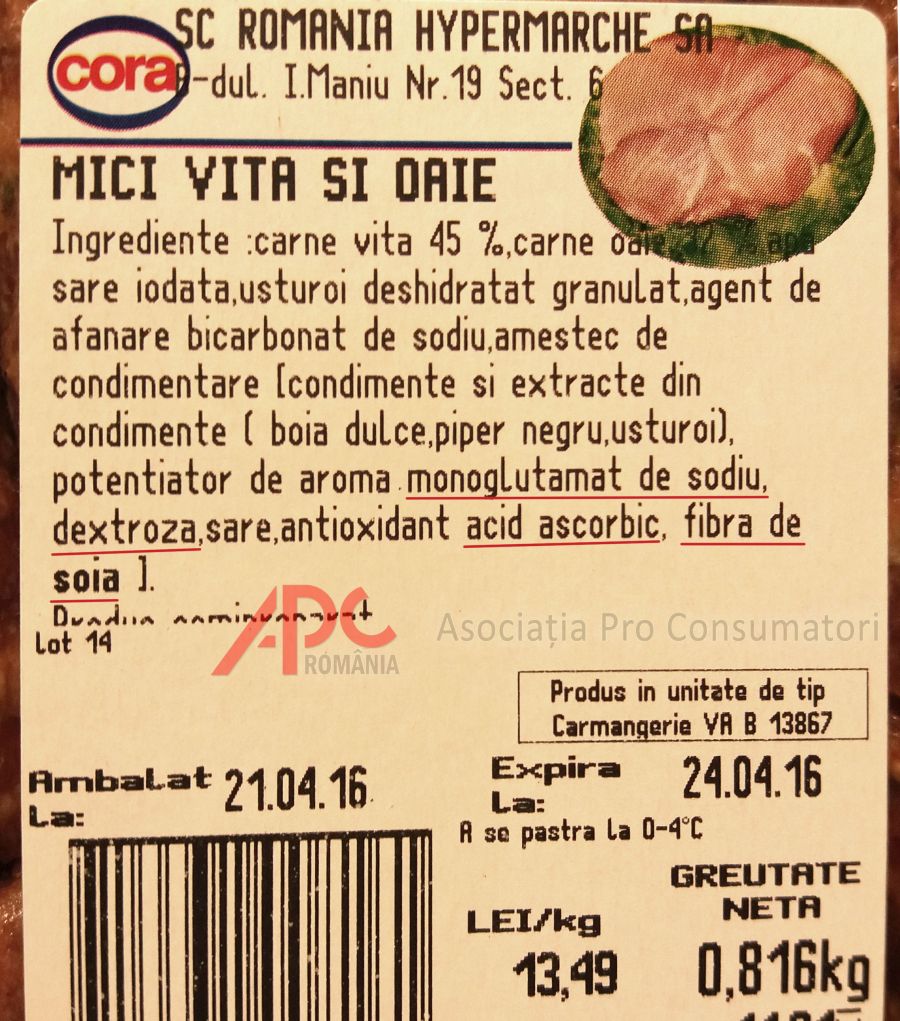 SC ROMANIA HYPERMARCHE SA
cora
B-dul. I.Maniu Nr.19 Sect. 6
MICI VITA SI OAIE
Ingrediente :carne vita 45 %,carne oaie 37 %,apa
sare iodata,usturoi deshidratat granulat,agent de
afanare bicarbonat de sodiu,amestec de
condimentare [condimente si extracte din
condimente ( boia dulce,piper negru,usturoi),
potentiator de aroma monoglutamat de sodiu,
dextroza,sare,antioxidant acid ascorbic, fibra de
soia ].
Lot 14
APC
ROMÂNIA
Asociația Pro Consumatori
Produs in unitate de tip
Carmangerie VA B 13867
Ambalat La: 21.04.16
Expira La: 24.04.16
A se pastra la 0-4°C
GREUTATE
NETA
LEI/kg
13,49
0,816kg